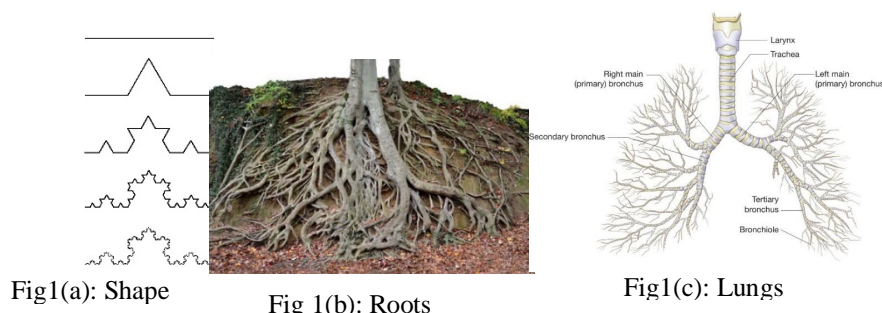 Larynx
Trachea
Right main
(primary) bronchus
Left main
(primary) bronchus
Secondary bronchus
Tertiary
bronchus
Bronchiole
Fig1(a): Shape
Fig 1(b): Roots
Fig1(c): Lungs